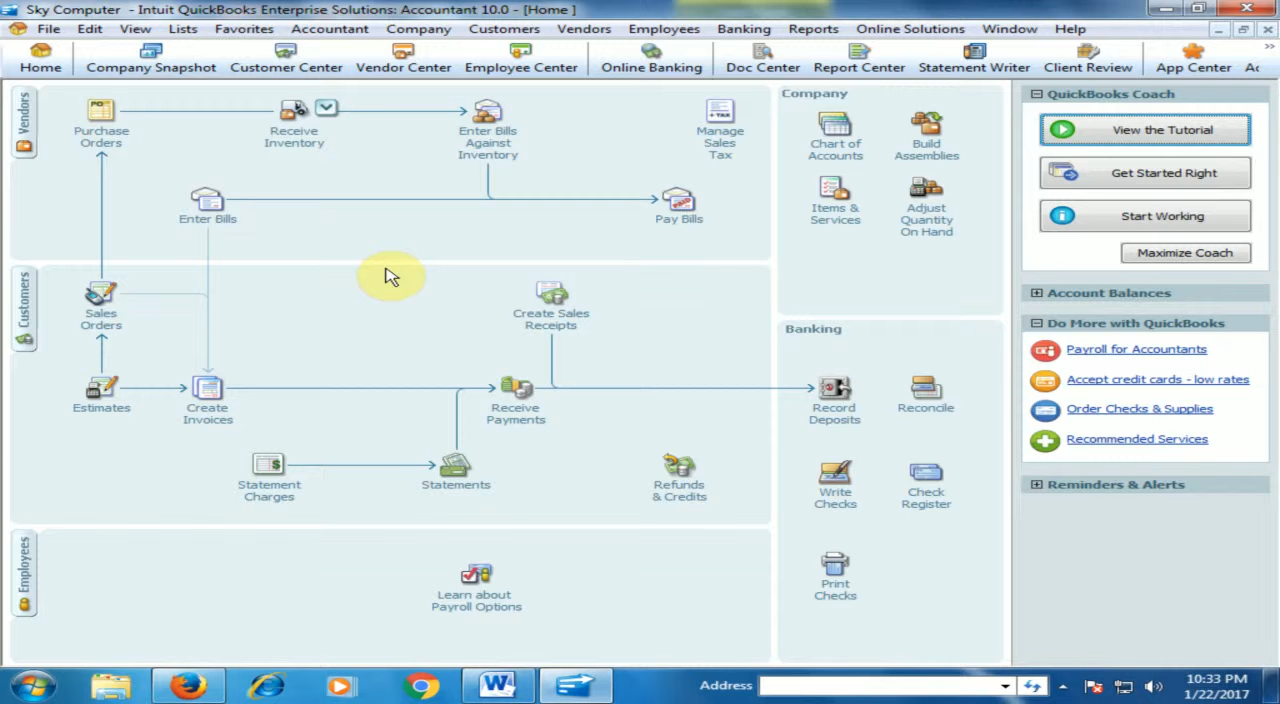 Sky Computer - Intuit QuickBooks Enterprise Solutions: Accountant 10.0 - [Home ]
File Edit View Lists Favorites Accountant Company Customers Vendors Employees Banking Reports Online Solutions Window Help
Home Company Snapshot Customer Center Vendor Center Employee Center Online Banking Doc Center Report Center Statement Writer Client Review App Center Ac
Vendors
Purchase
Orders
Receive
Inventory
Enter Bills
Against
Inventory
Manage
Sales
Tax
Enter Bills
Pay Bills
Customers
Sales
Orders
Create Sales
Receipts
Estimates
Create
Invoices
Receive
Payments
Statement
Charges
Statements
Refunds
& Credits
Employees
Learn about
Payroll Options
Company
Chart of
Accounts
Build
Assemblies
Items &
Services
Adjust
Quantity
On Hand
Banking
Record
Deposits
Reconcile
Write
Checks
Check
Register
Print
Checks
QuickBooks Coach
View the Tutorial
Get Started Right
Start Working
Maximize Coach
Account Balances
Do More with QuickBooks
Payroll for Accountants
Accept credit cards - low rates
Order Checks & Supplies
Recommended Services
Reminders & Alerts
Address
10:33 PM
1/22/2017